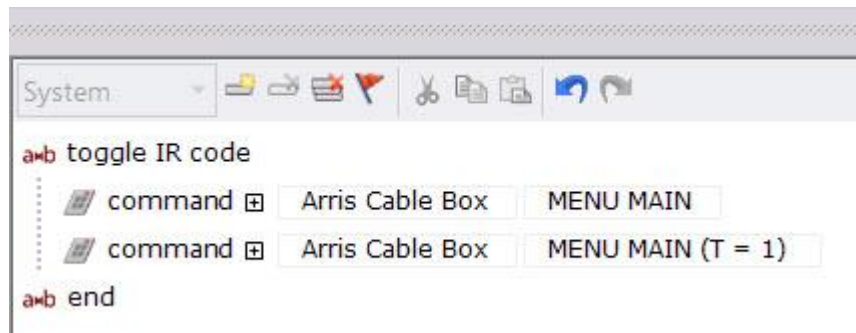 System
a↔b toggle IR code
command Arris Cable Box MENU MAIN
command Arris Cable Box MENU MAIN (T = 1)
a↔b end